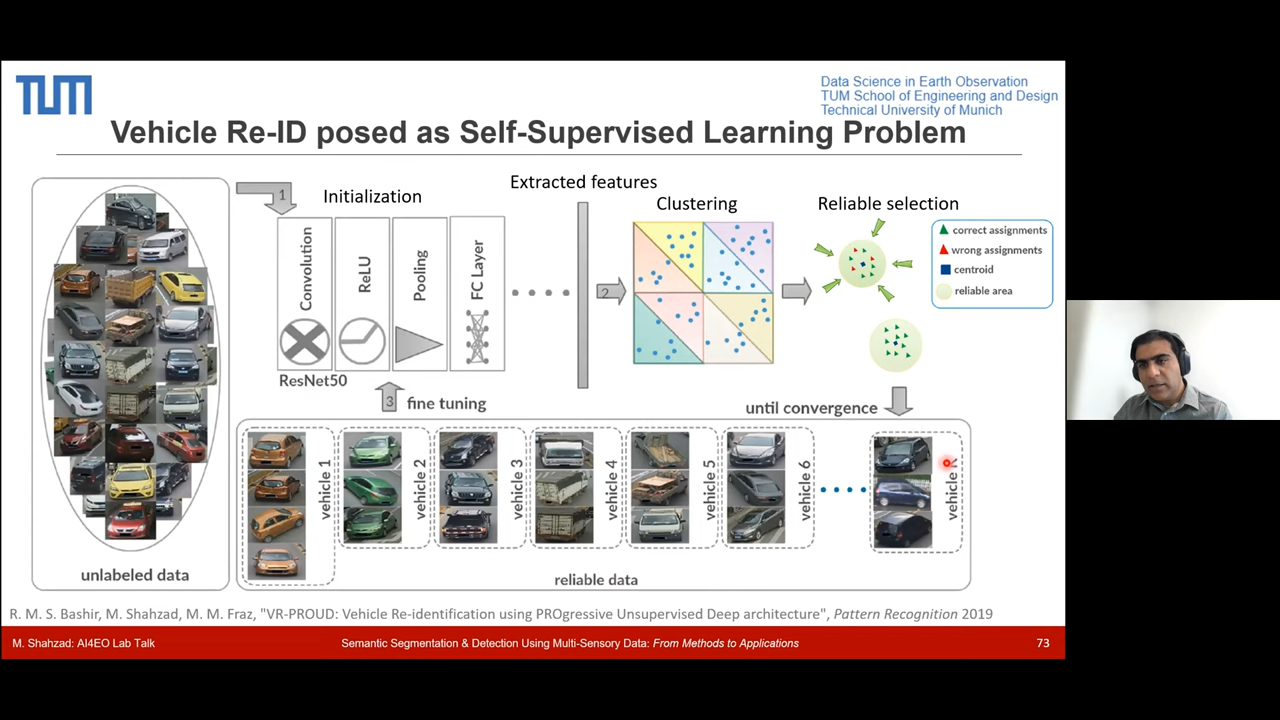 TUM
Data Science in Earth Observation
TUM School of Engineering and Design
Technical University of Munich
Vehicle Re-ID posed as Self-Supervised Learning Problem
unlabeled data
1
Initialization
Convolution
ReLU
Pooling
FC Layer
ResNet50
Extracted features
2
Clustering
Reliable selection
correct assignments
wrong assignments
centroid
reliable area
3
fine tuning
until convergence
vehicle 1
vehicle 2
vehicle 3
vehicle 4
vehicle 5
vehicle 6
vehicle
reliable data
R. M. S. Bashir, M. Shahzad, M. M. Fraz, "VR-PROUD: Vehicle Re-identification using PROgressive Unsupervised Deep architecture", Pattern Recognition 2019
M. Shahzad: AI4EO Lab Talk
Semantic Segmentation & Detection Using Multi-Sensory Data: From Methods to Applications
73